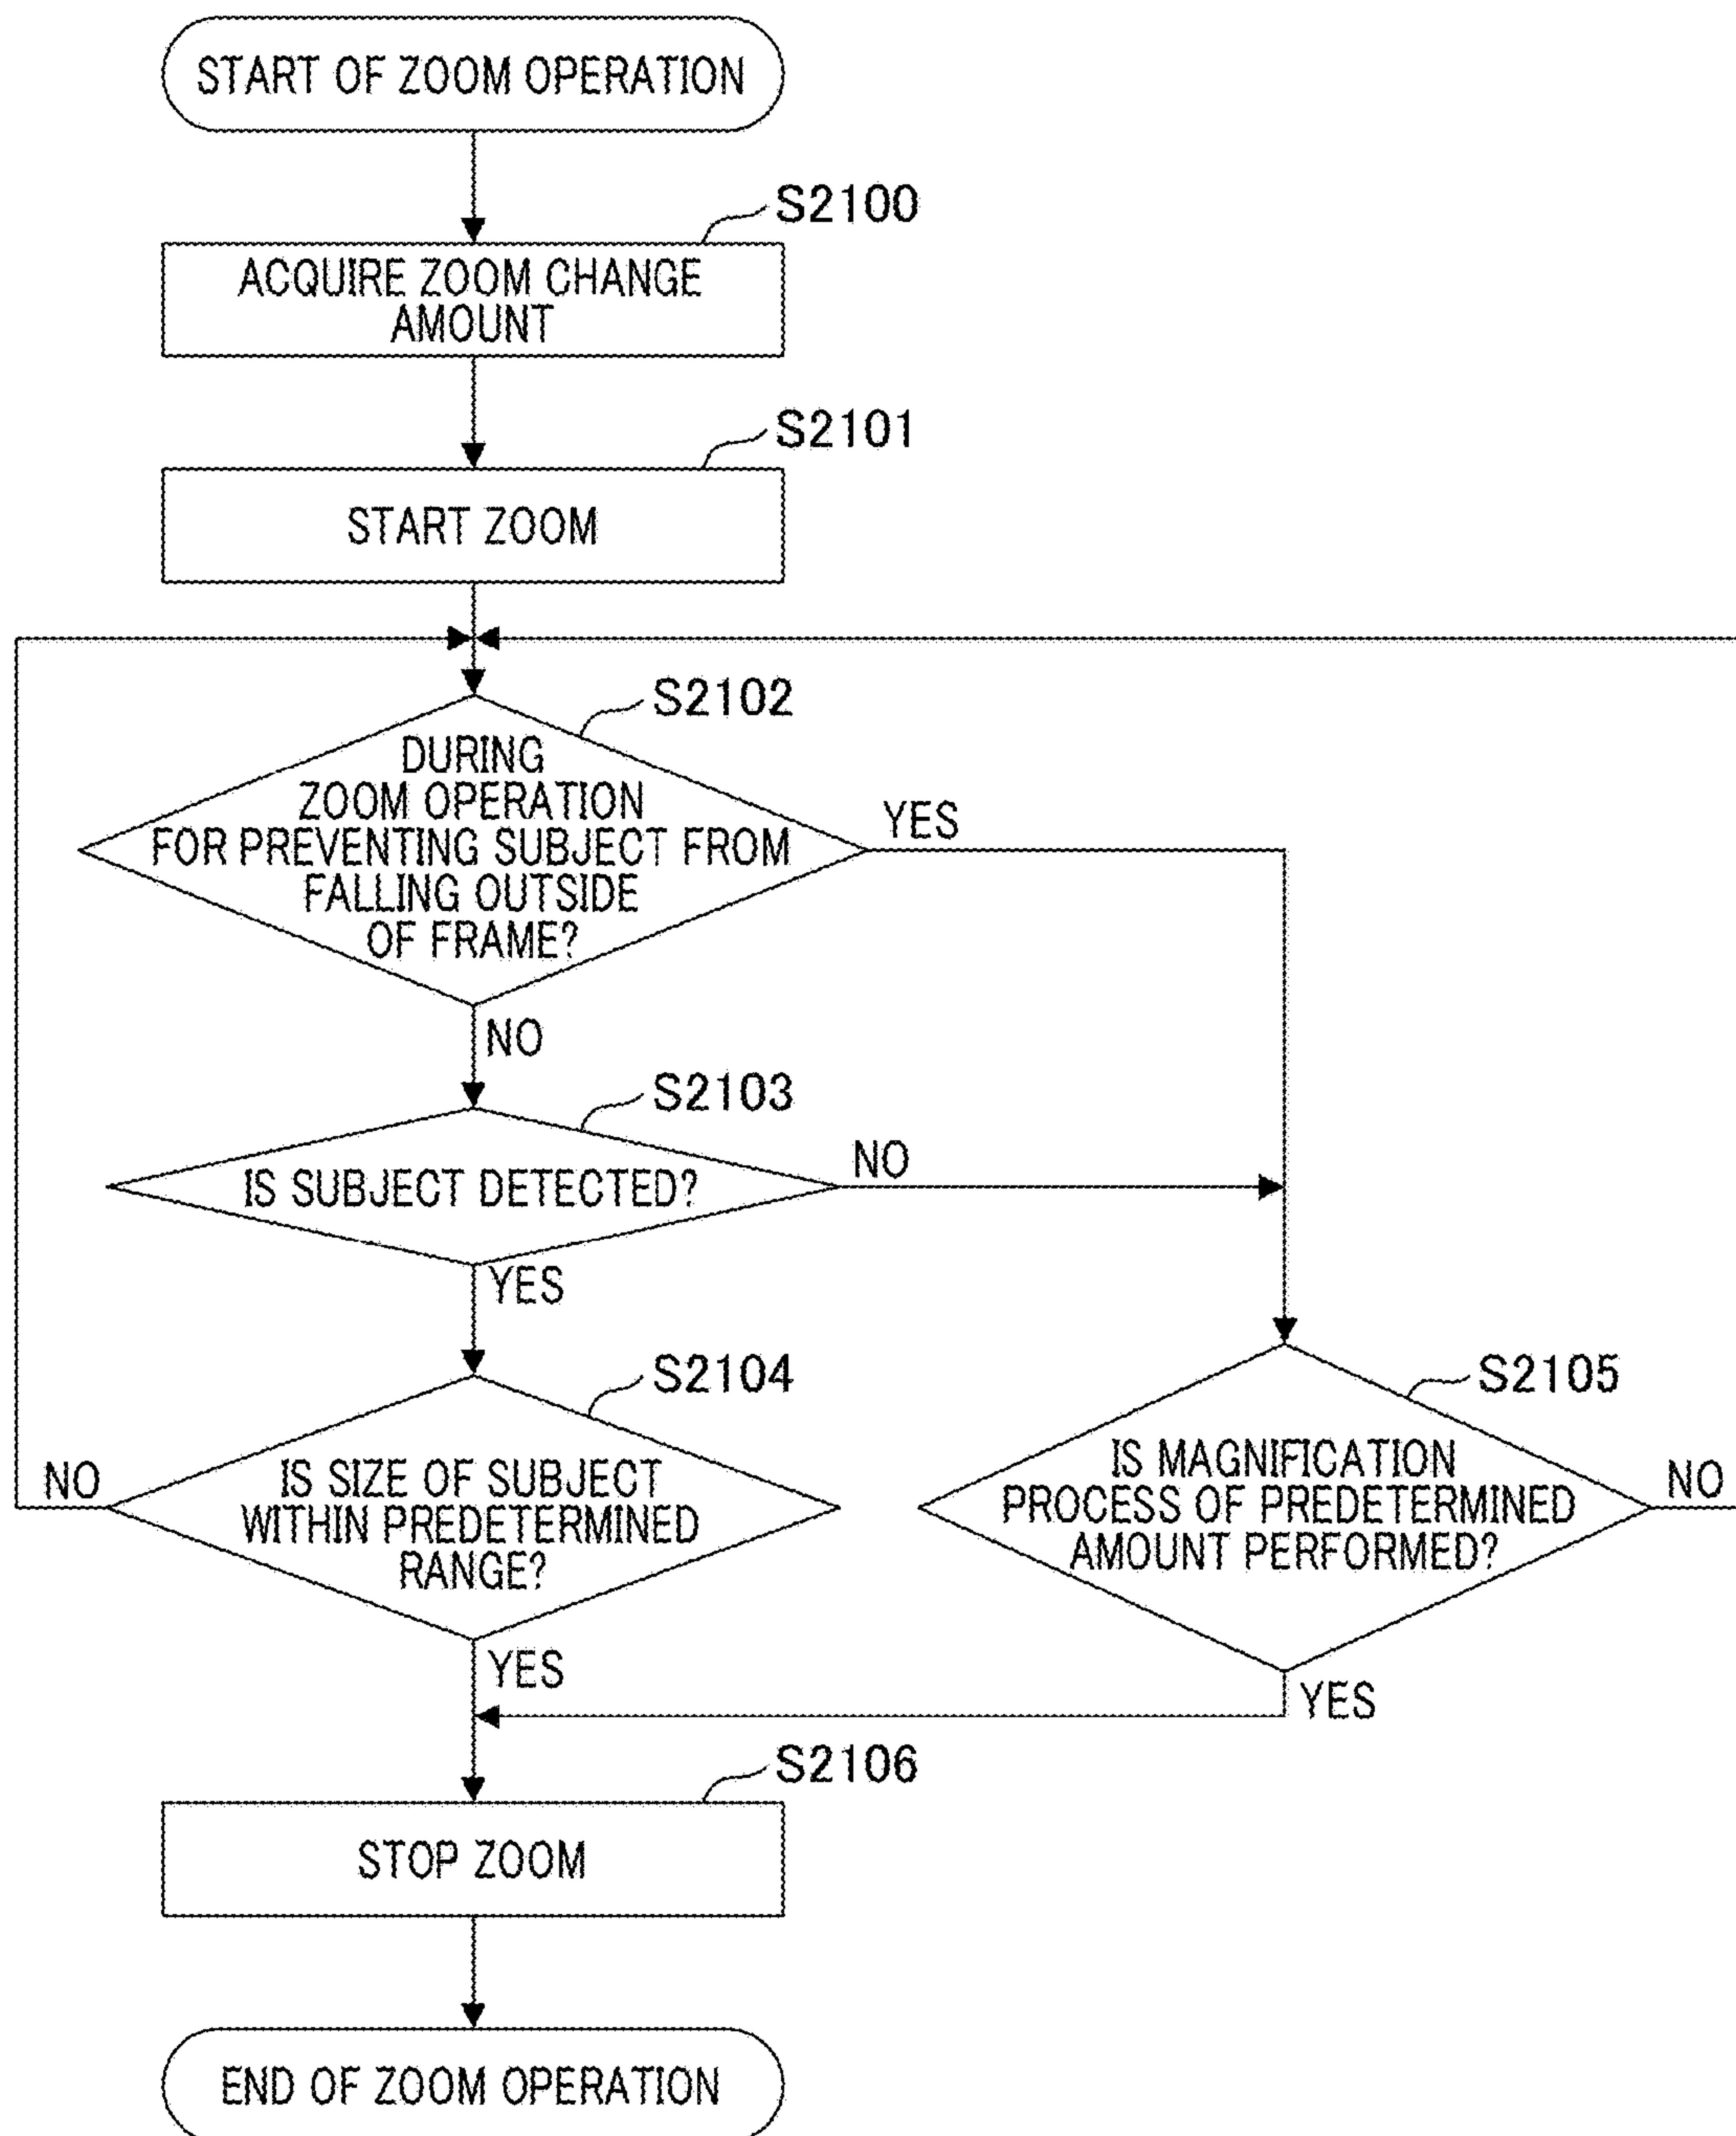 START OF ZOOM OPERATION
S2100
ACQUIRE ZOOM CHANGE
AMOUNT
S2101
START ZOOM
S2102
DURING
ZOOM OPERATION
FOR PREVENTING SUBJECT FROM
FALLING OUTSIDE
OF FRAME?
YES
NO
S2103
IS SUBJECT DETECTED?
NO
YES
S2104
IS SIZE OF SUBJECT
WITHIN PREDETERMINED
RANGE?
NO
YES
S2105
IS MAGNIFICATION
PROCESS OF PREDETERMINED
AMOUNT PERFORMED?
NO
YES
S2106
STOP ZOOM
END OF ZOOM OPERATION